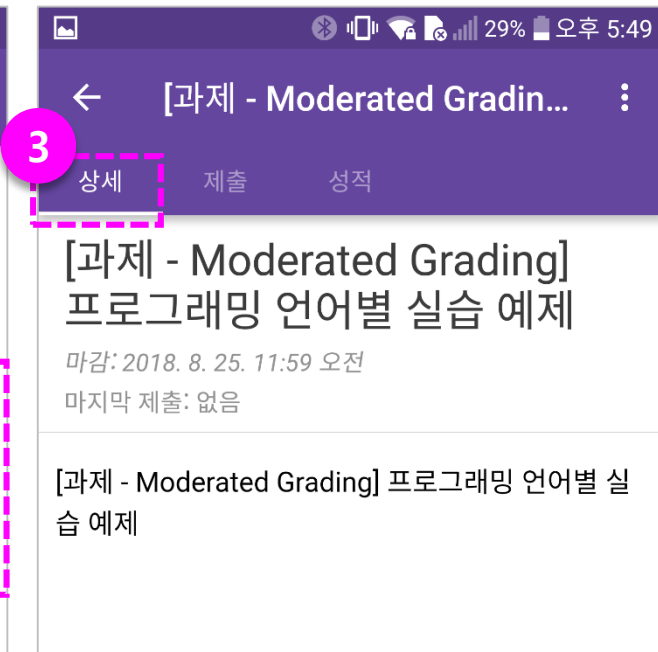 29% 오후 5:49
[과제 - Moderated Gradin...
3
상세 제출 성적
[과제 - Moderated Grading]
프로그래밍 언어별 실습 예제
마감: 2018. 8. 25. 11:59 오전
마지막 제출: 없음
[과제 - Moderated Grading] 프로그래밍 언어별 실
습 예제